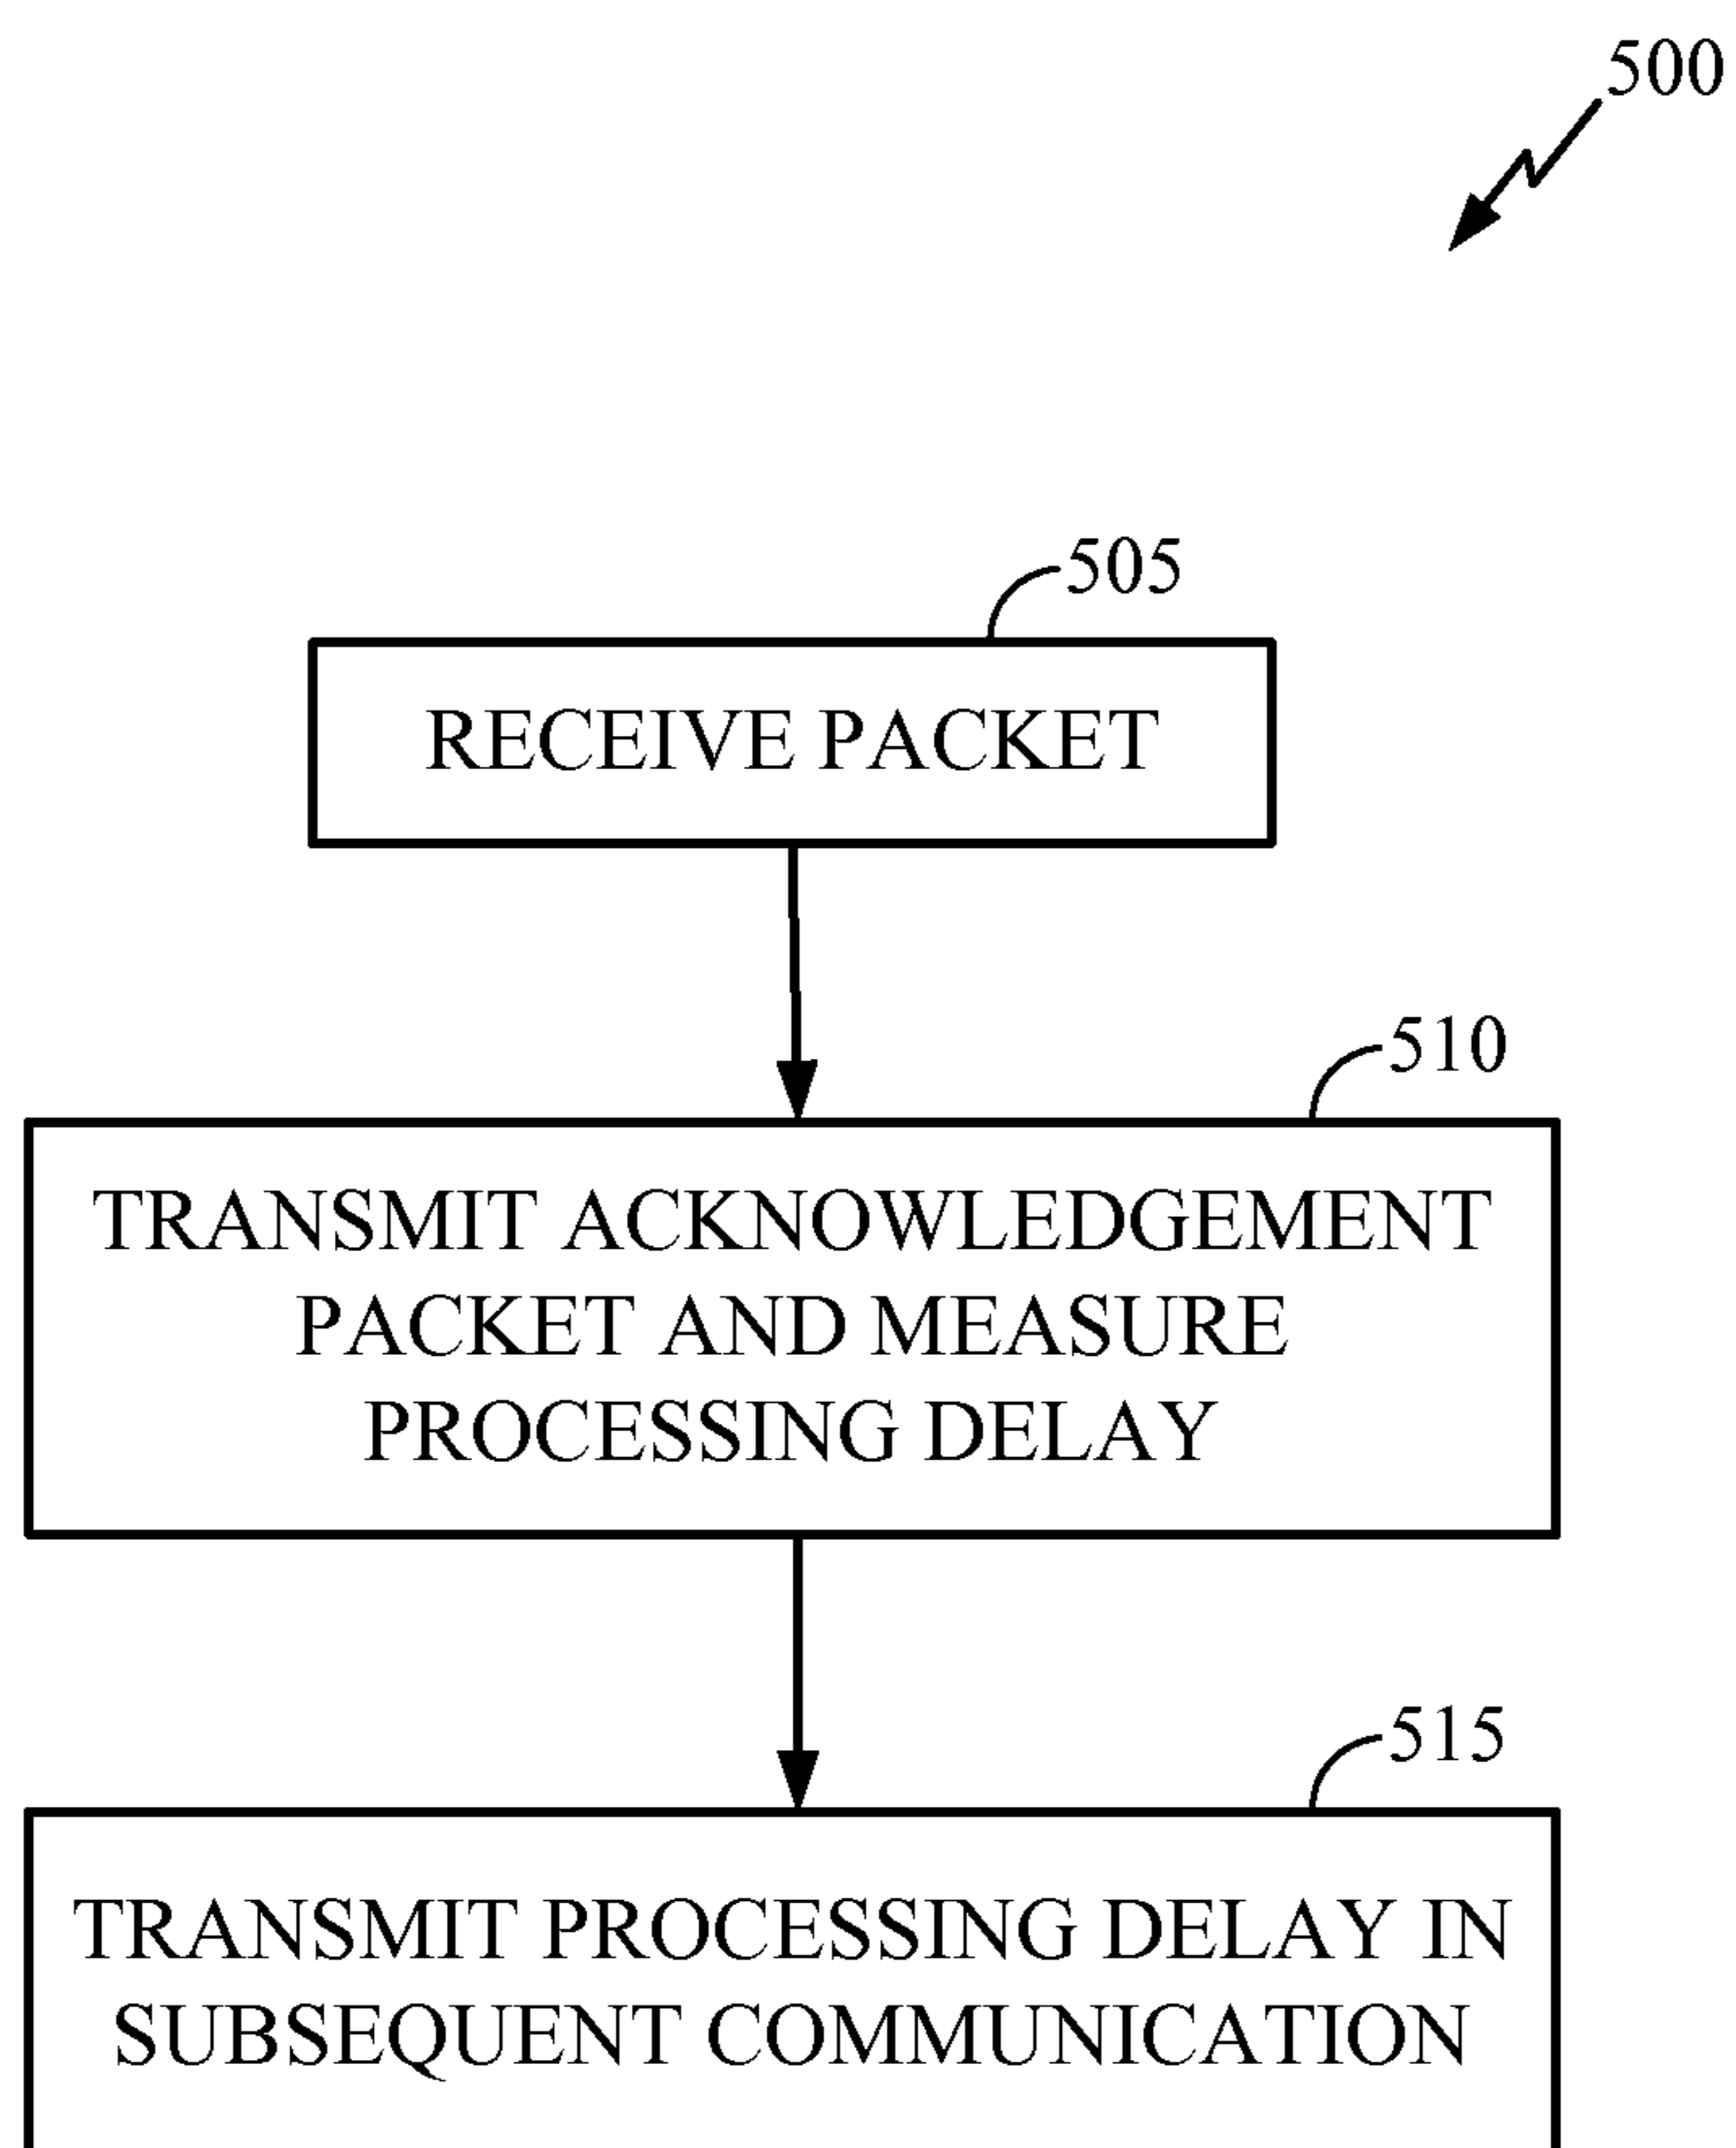 500
505
RECEIVE PACKET
510
TRANSMIT ACKNOWLEDGEMENT
PACKET AND MEASURE
PROCESSING DELAY
515
TRANSMIT PROCESSING DELAY IN
SUBSEQUENT COMMUNICATION